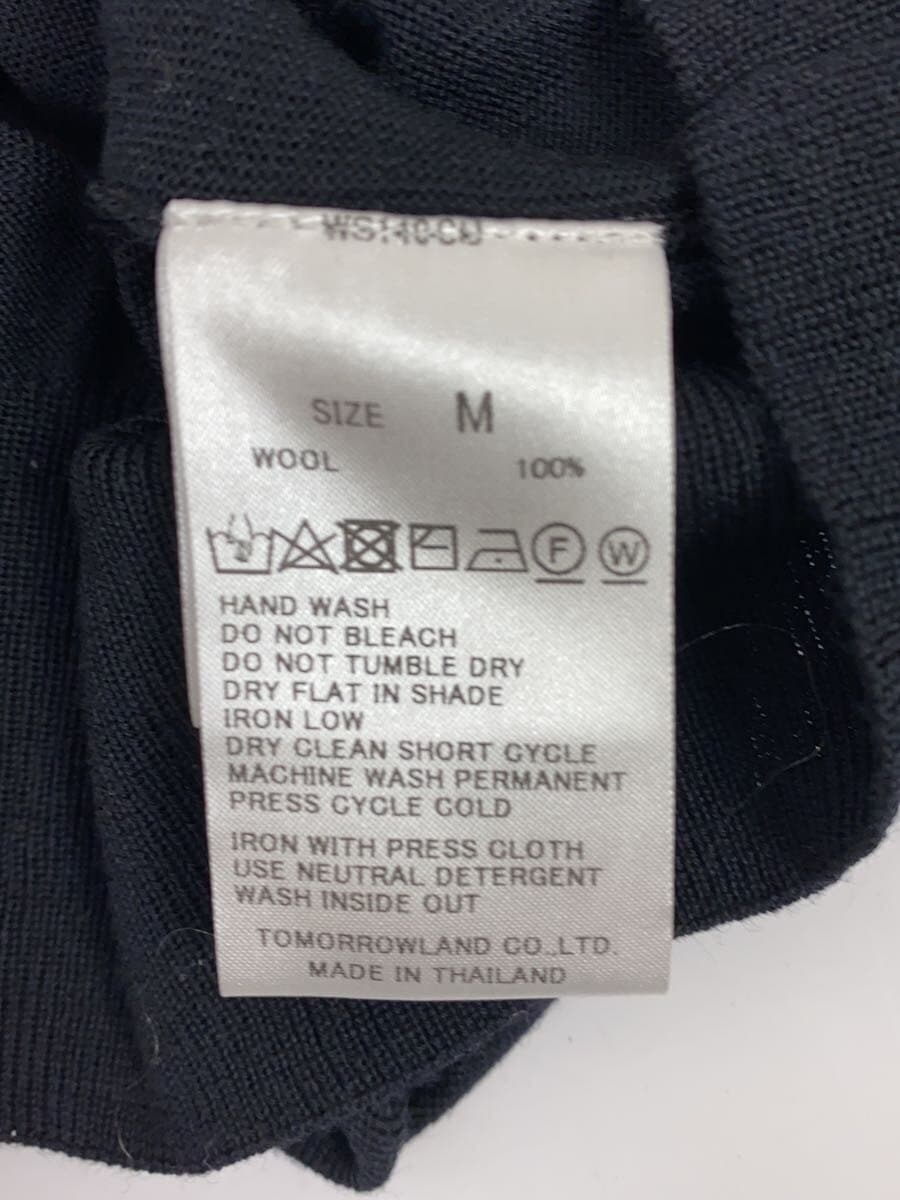 SIZE M
WOOL 100%
F W
HAND WASH
DO NOT BLEACH
DO NOT TUMBLE DRY
DRY FLAT IN SHADE
IRON LOW
DRY CLEAN SHORT CYCLE
MACHINE WASH PERMANENT
PRESS CYCLE COLD
IRON WITH PRESS CLOTH
USE NEUTRAL DETERGENT
WASH INSIDE OUT
TOMORROWLAND CO.,LTD.
MADE IN THAILAND